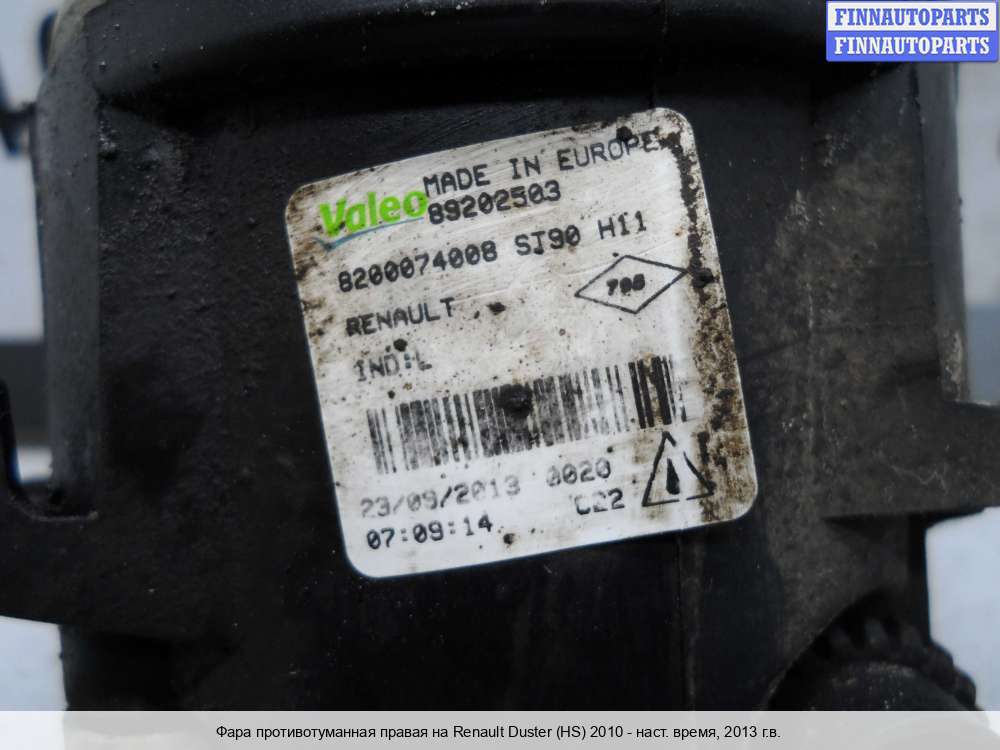 FINNAUTOPARTS
FINNAUTOPARTS
Valeo MADE IN EUROPE
89202503
8200074008 ST90 H11
RENAULT
IND:L
23/09/2013 0020
07:09:14 C22
Фара противотуманная правая на Renault Duster (HS) 2010 - наст. время, 2013 г.в.